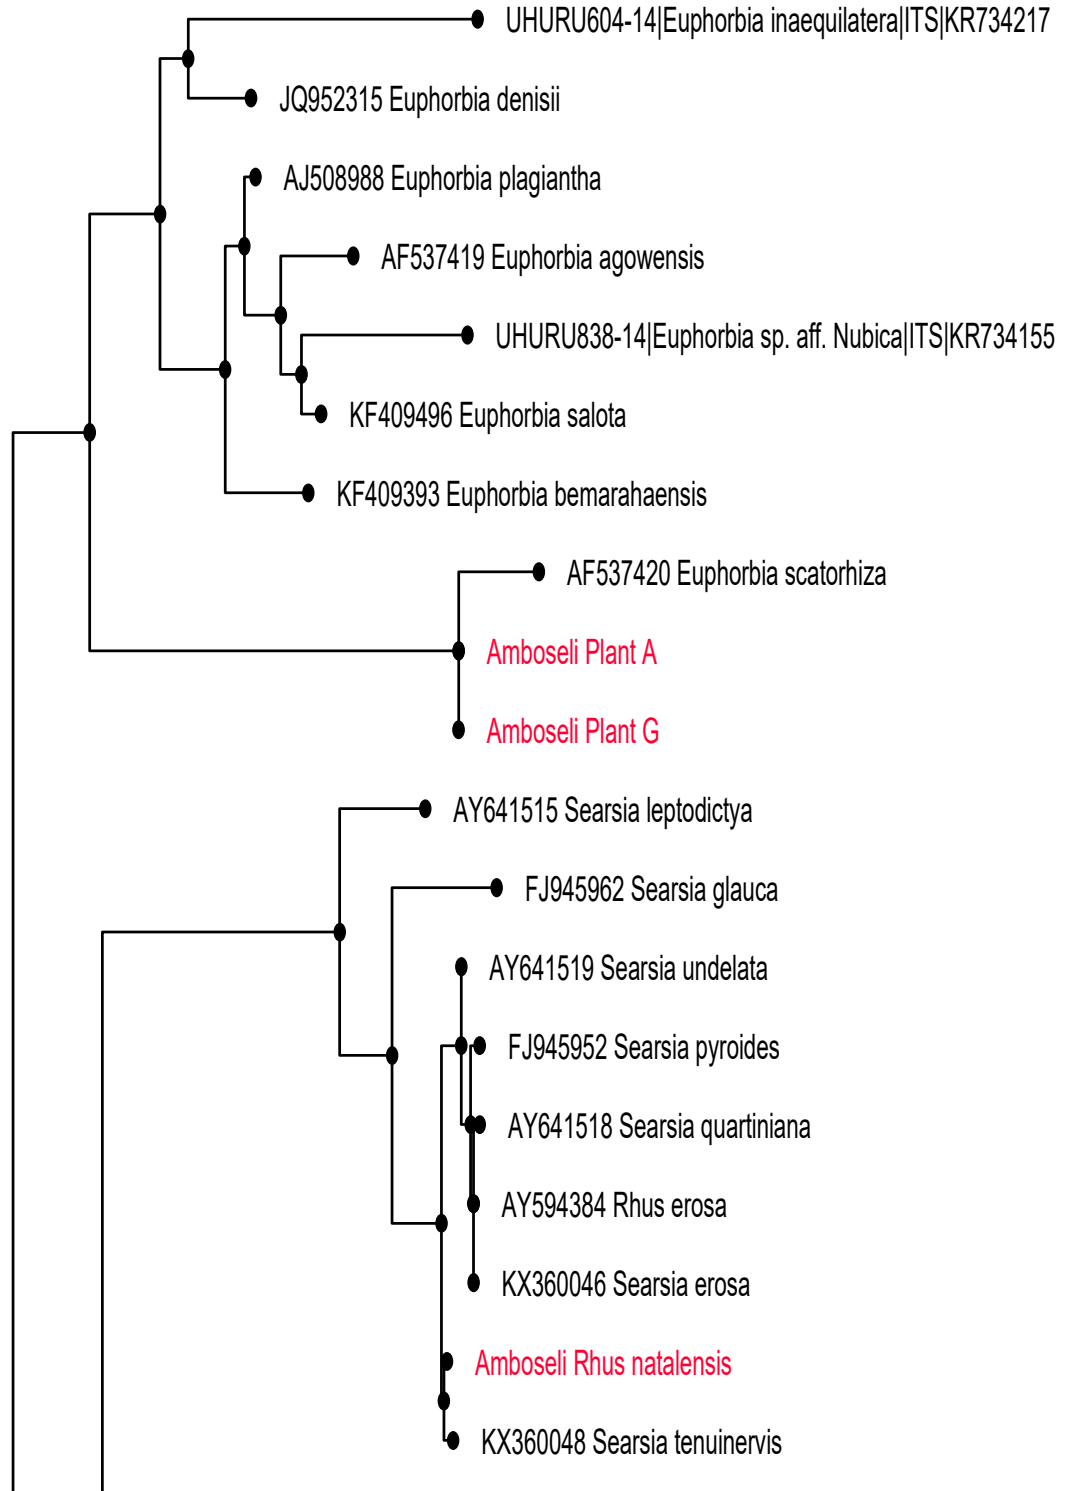 UHURU604-14|Euphorbia inaequilatera|ITS|KR734217
JQ952315 Euphorbia denisii
AJ508988 Euphorbia plagiantha
AF537419 Euphorbia agowensis
UHURU838-14|Euphorbia sp. aff. Nubica|ITS|KR734155
KF409496 Euphorbia salota
KF409393 Euphorbia bemarahaensis
AF537420 Euphorbia scatorhiza
Amboseli Plant A
Amboseli Plant G
AY641515 Searsia leptodictya
FJ945962 Searsia glauca
AY641519 Searsia undelata
FJ945952 Searsia pyroides
AY641518 Searsia quartiniana
AY594384 Rhus erosa
KX360046 Searsia erosa
Amboseli Rhus natalensis
KX360048 Searsia tenuinervis